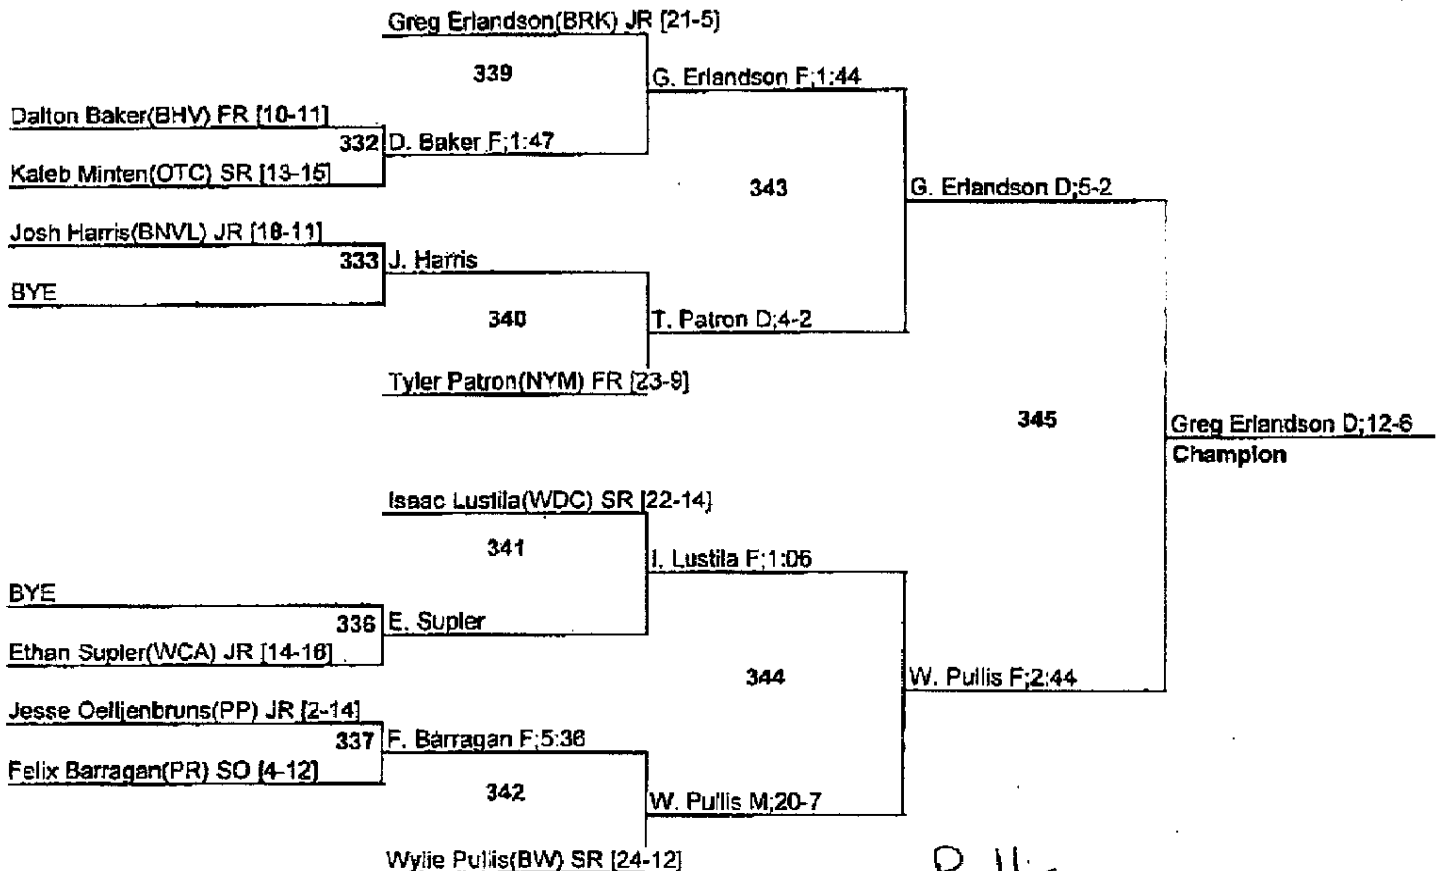 Greg Erlandson(BRK) JR [21-5]
339
G. Erlandson F;1:44
Dalton Baker(BHV) FR [10-11]
332 D. Baker F;1:47
Kaleb Minten(OTC) SR [13-15]
343
G. Erlandson D;5-2
Josh Harris(BNVL) JR [18-11]
333 J. Harris
BYE
340
T. Patron D;4-2
Tyler Patron(NYM) FR [23-9]
345
Greg Erlandson D;12-6
Champion
Isaac Lustila(WDC) SR [22-14]
341
I. Lustila F;1:06
BYE
336 E. Supler
Ethan Supler(WCA) JR [14-16]
344
W. Pullis F;2:44
Jesse Oeltjenbruns(PP) JR [2-14]
337 F. Barragan F;5:36
Felix Barragan(PR) SO [4-12]
342
W. Pullis M;20-7
Wylie Pullis(BW) SR [24-12]